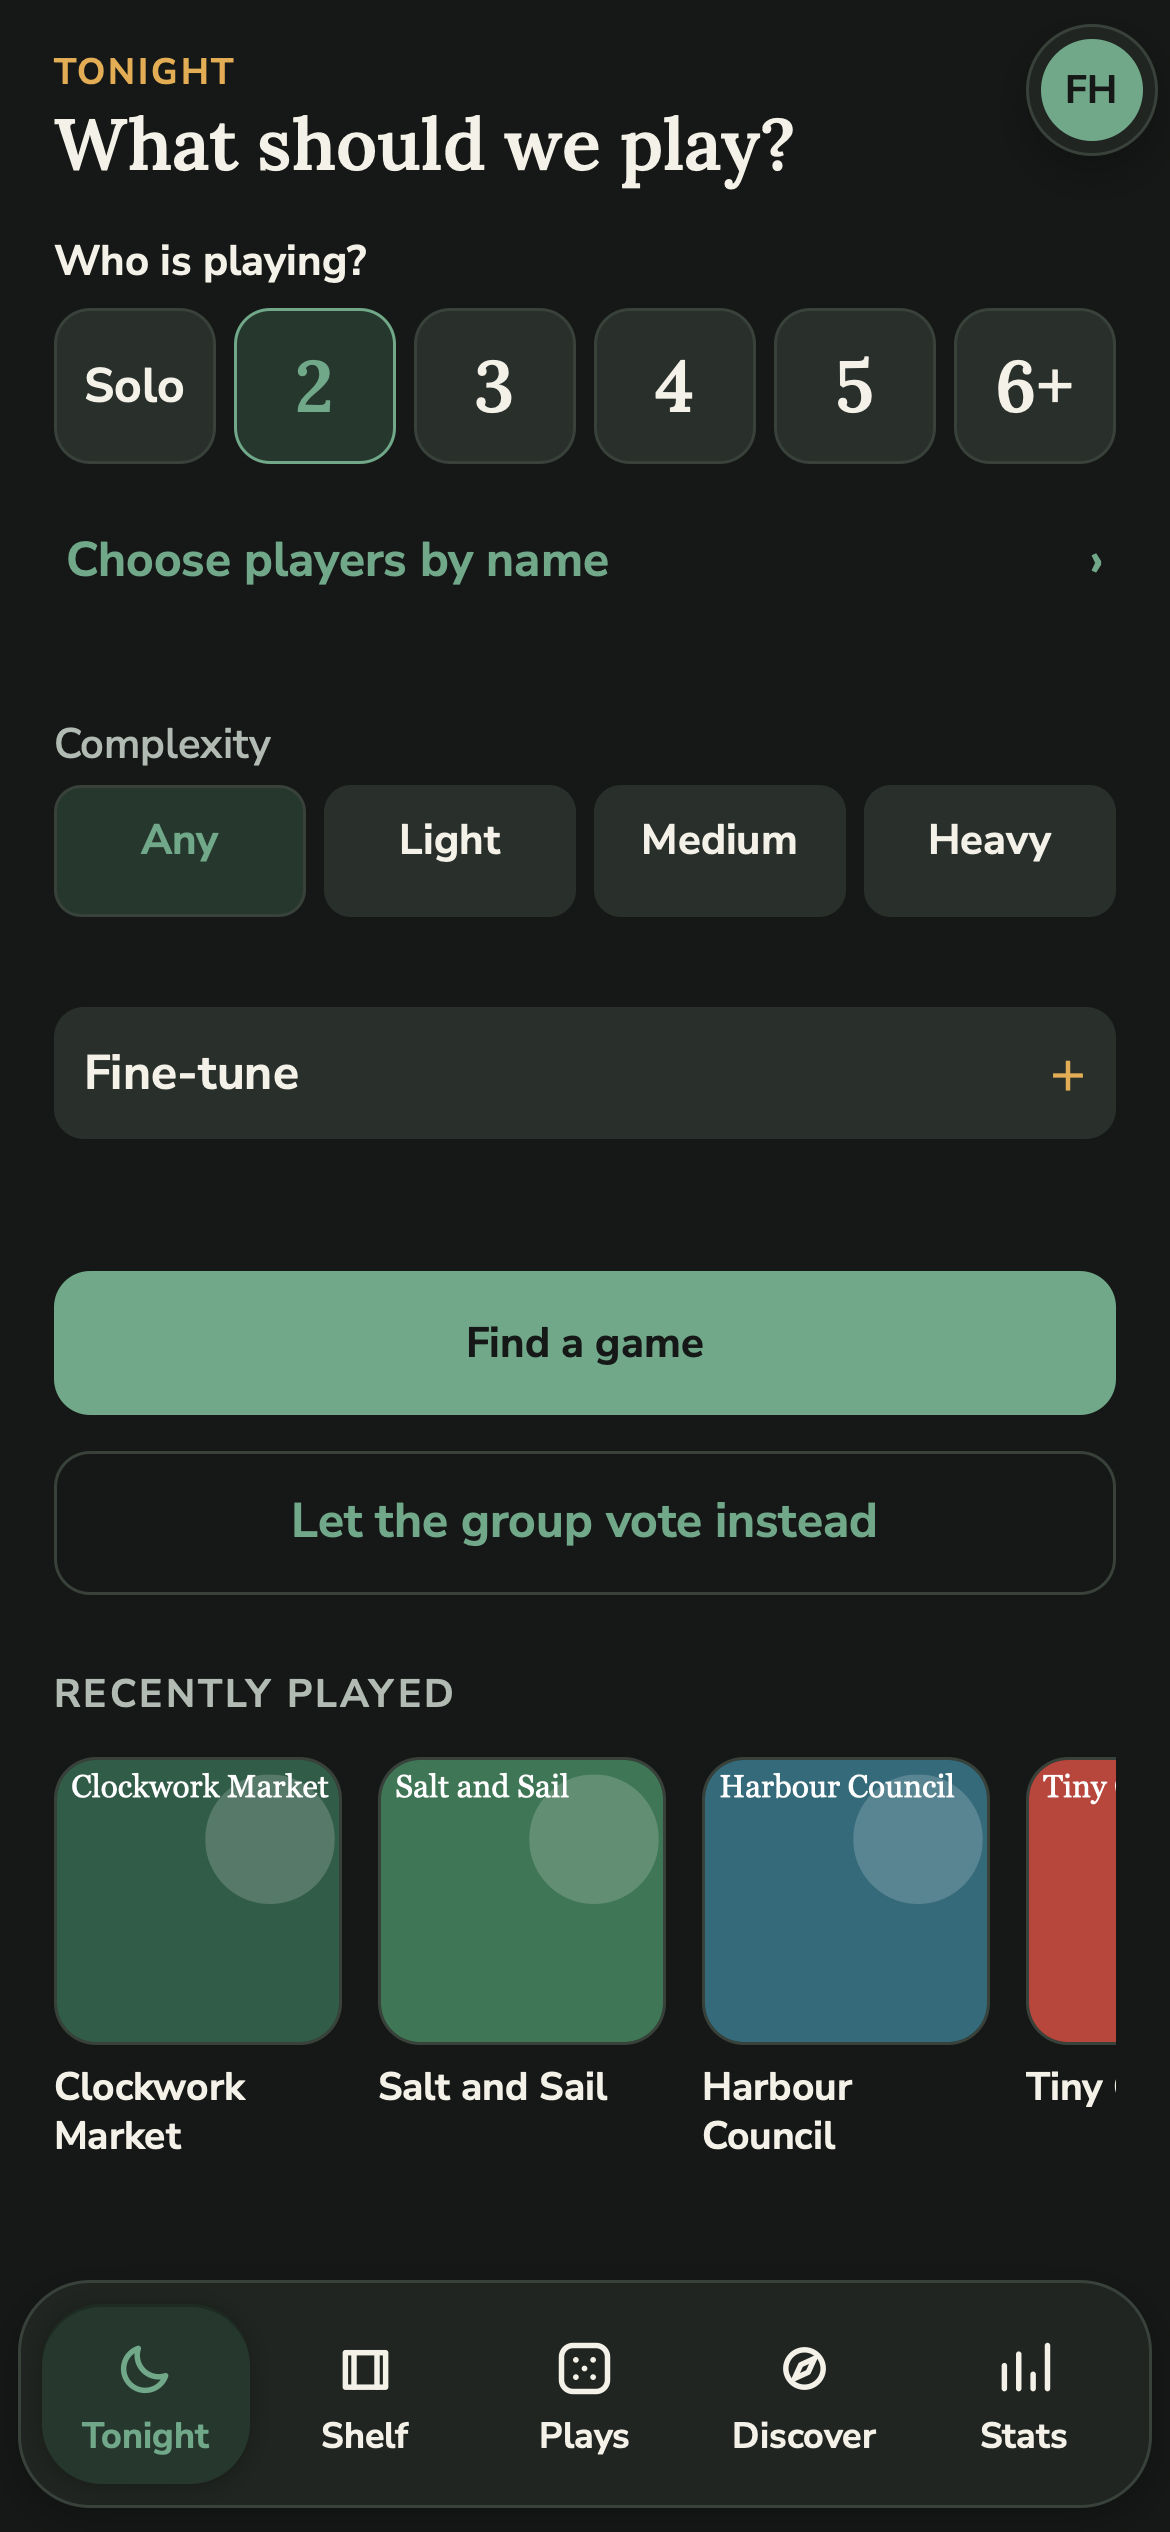 TONIGHT
FH
What should we play?
Who is playing?
Solo
2
3
4
5
6+
Choose players by name ›
Complexity
Any
Light
Medium
Heavy
Fine-tune +
Find a game
Let the group vote instead
RECENTLY PLAYED
Clockwork Market
Salt and Sail
Harbour Council
Tiny
Clockwork
Market
Salt and Sail
Harbour
Council
Tiny
Tonight
Shelf
Plays
Discover
Stats